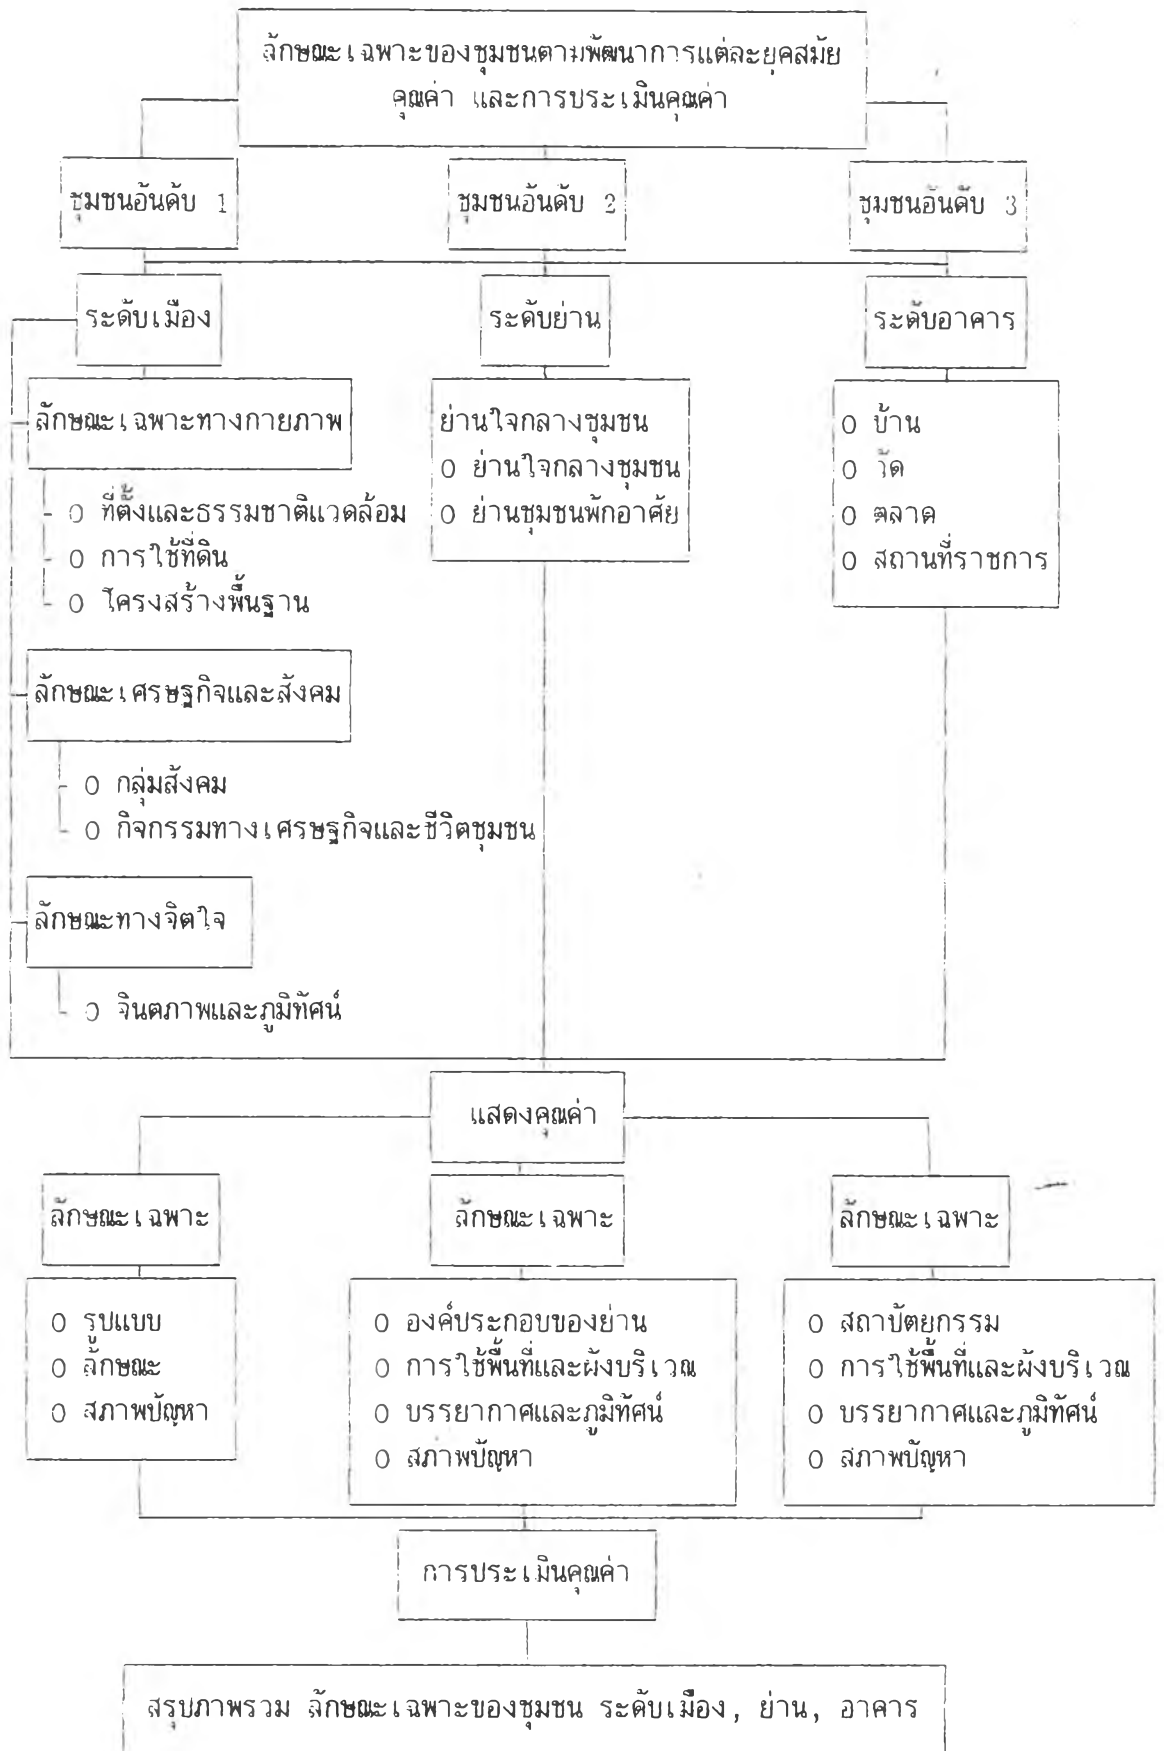 ลักษณะเฉพาะของชุมชนตามพัฒนาการแต่ละยุคสมัย
คุณค่า และการประเมินคุณค่า
ชุมชนอันดับ 1
ชุมชนอันดับ 2
ชุมชนอันดับ 3
ระดับเมือง
ระดับย่าน
ระดับอาคาร
ลักษณะเฉพาะทางกายภาพ
O ที่ตั้งและธรรมชาติแวดล้อม
O การใช้ที่ดิน
O โครงสร้างพื้นฐาน
ลักษณะเศรษฐกิจและสังคม
O กลุ่มสังคม
O กิจกรรมทางเศรษฐกิจและชีวิตชุมชน
ลักษณะทางจิตใจ
O จินตภาพและภูมิทัศน์
ย่านใจกลางชุมชน
O ย่านใจกลางชุมชน
O ย่านชุมชนพักอาศัย
O บ้าน
O วัด
O ตลาด
O สถานที่ราชการ
แสดงคุณค่า
ลักษณะเฉพาะ
O รูปแบบ
O ลักษณะ
O สภาพปัญหา
ลักษณะเฉพาะ
O องค์ประกอบของย่าน
O การใช้พื้นที่และผังบริเวณ
O บรรยากาศและภูมิทัศน์
O สภาพปัญหา
ลักษณะเฉพาะ
O สถาปัตยกรรม
O การใช้พื้นที่และผังบริเวณ
O บรรยากาศและภูมิทัศน์
O สภาพปัญหา
การประเมินคุณค่า
สรุปภาพรวม ลักษณะเฉพาะของชุมชน ระดับเมือง, ย่าน, อาคาร